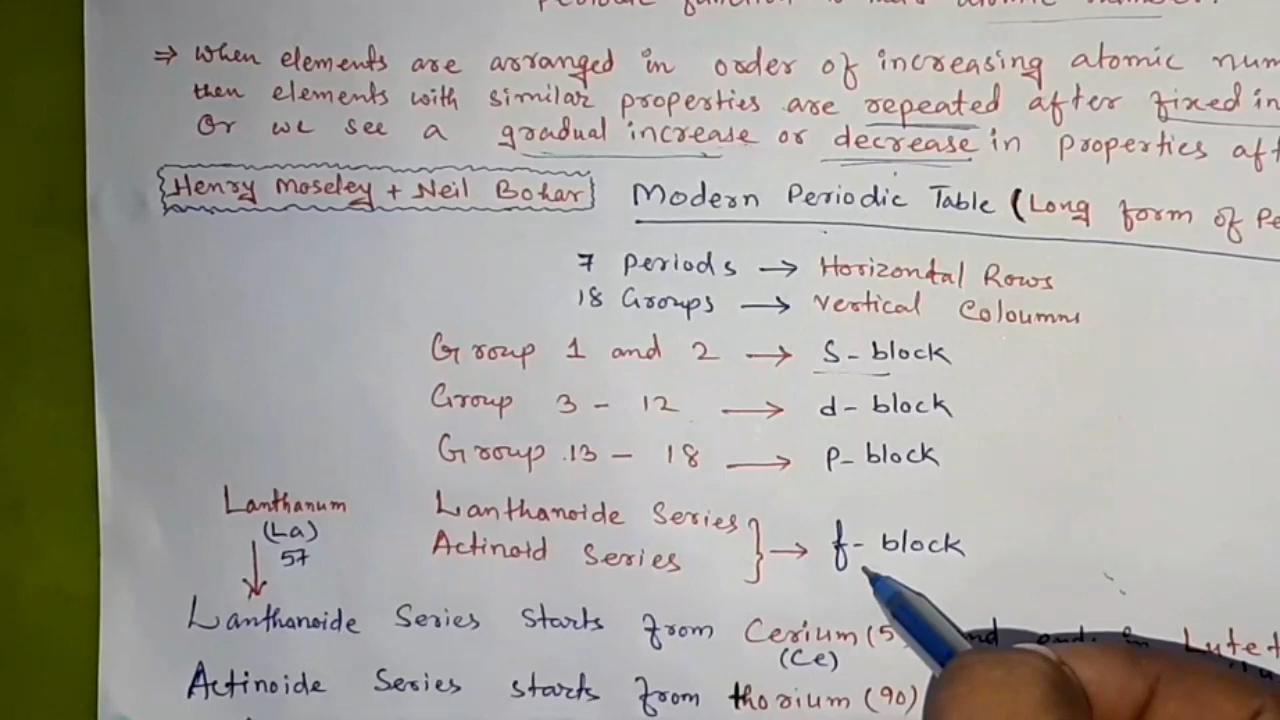 ⇒ When elements are arranged in order of increasing atomic num
then elements with similar properties are repeated after fixed in
Or we see a gradual increase or decrease in properties aft
Henry Moseley + Neil Bohar Modern Periodic Table (Long form of Pe
7 Periods → Horizontal Rows
18 Groups → Vertical Coloumns
Group 1 and 2 → S-block
Group 3 - 12 → d-block
Group 13 - 18 → P-block
Lanthanum
(La)
57
Lanthanoide Series
Actinoid Series
} → f-block
Lanthanoide Series Starts from Cerium (5 Lutet
(Ce)
Actinoide Series starts from thorium (90)